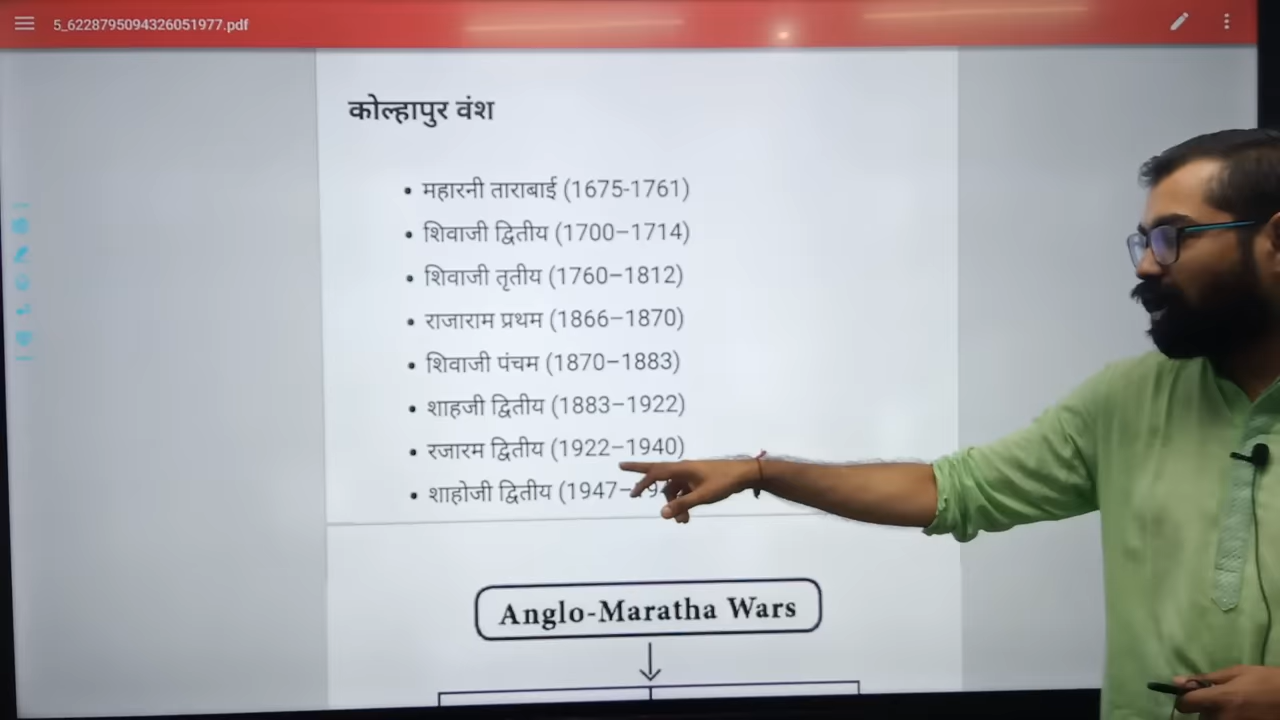 5_6228795094326051977.pdf
कोल्हापुर वंश
• महारनी ताराबाई (1675-1761)
• शिवाजी द्वितीय (1700–1714)
• शिवाजी तृतीय (1760–1812)
• राजाराम प्रथम (1866–1870)
• शिवाजी पंचम (1870–1883)
• शाहजी द्वितीय (1883–1922)
• रजारम द्वितीय (1922–1940)
• शाहोजी द्वितीय (1947–
Anglo-Maratha Wars